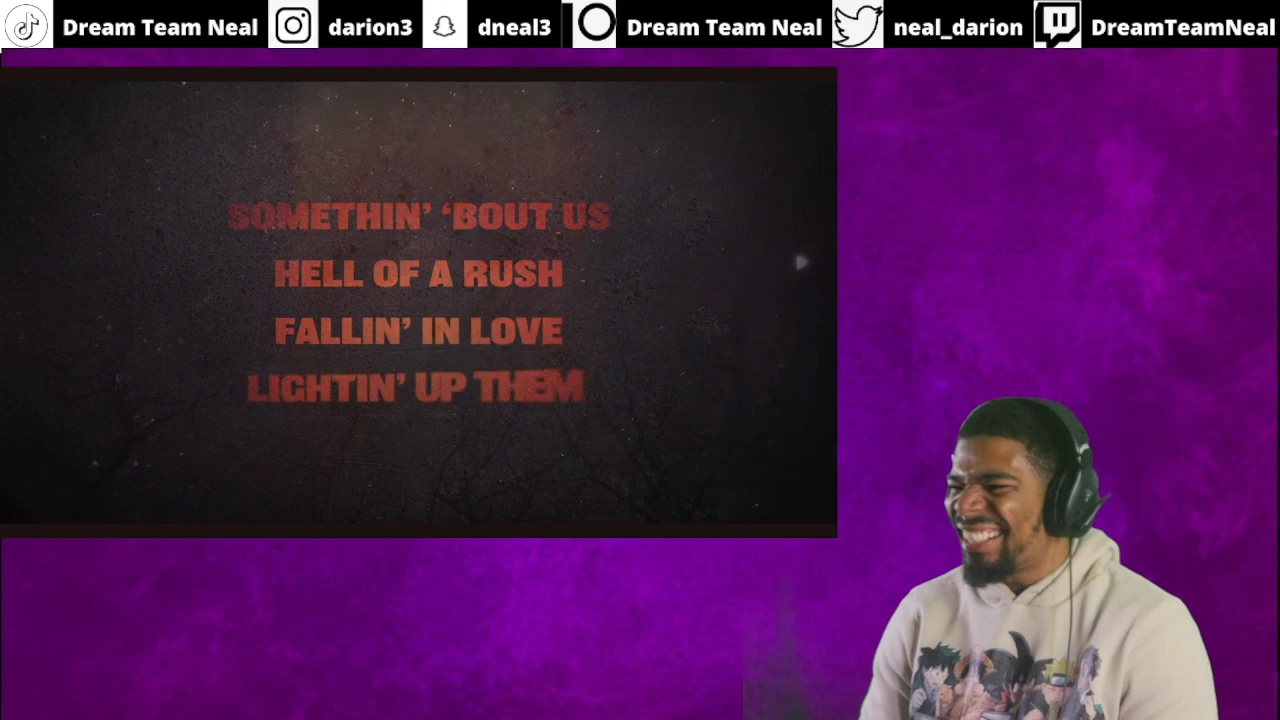 Dream Team Neal darion3 dneal3 Dream Team Neal neal_darion DreamTeamNeal
SOMETHIN’ ‘BOUT US
HELL OF A RUSH
FALLIN’ IN LOVE
LIGHTIN’ UP THEM